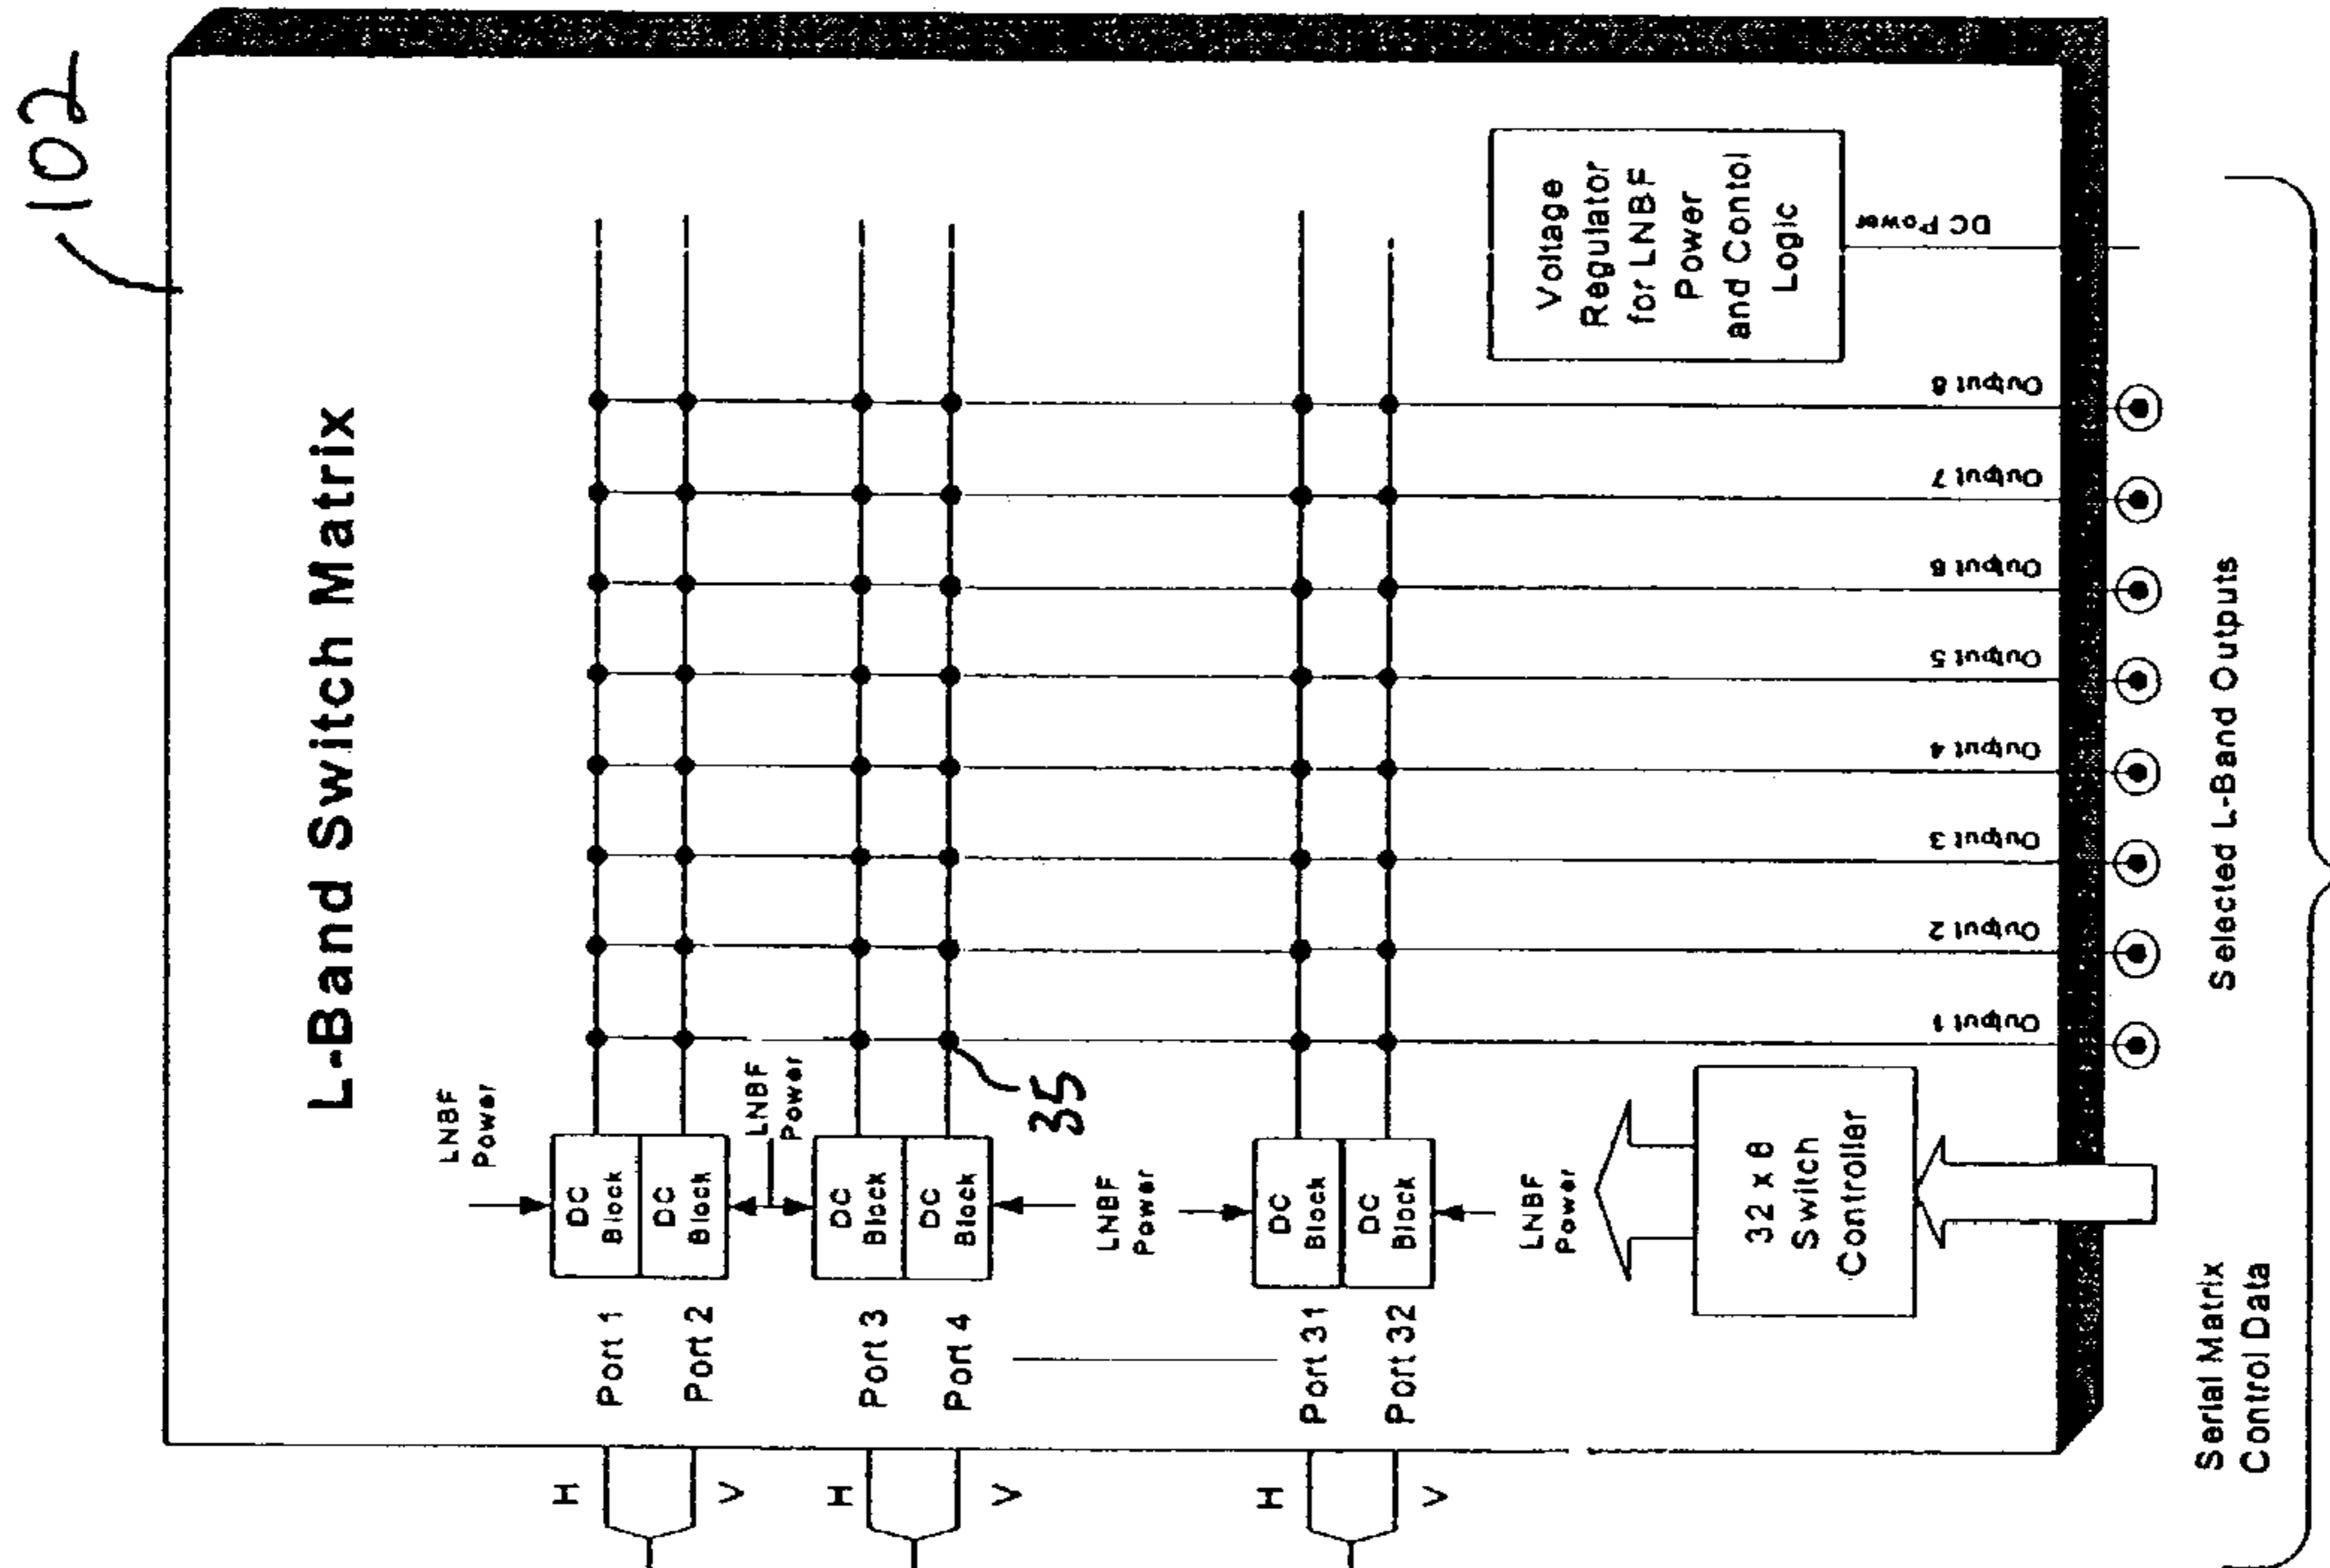 102
L-Band Switch Matrix
LNBF
Power
H
Port 1
DC
Block
V
Port 2
DC
Block
LNBF
Power
H
Port 3
DC
Block
V
Port 4
DC
Block
35
LNBF
Power
H
Port 31
DC
Block
V
Port 32
DC
Block
LNBF
Power
32 x 8
Switch
Controller
Voltage
Regulator
for LNBF
Power
and Contol
Logic
DC Power
Output 1
Output 2
Output 3
Output 4
Output 5
Output 6
Output 7
Output 8
Serial Matrix
Control Data
Selected L-Band Outputs